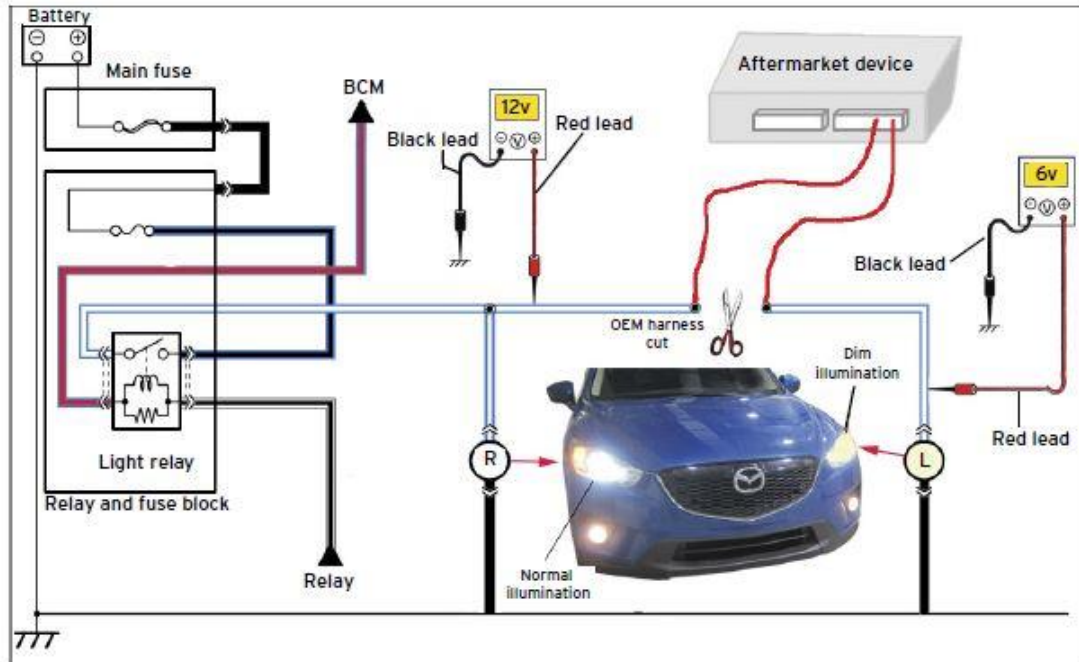 Battery
Main fuse
BCM
12v
Black lead
Red lead
Aftermarket device
6v
Black lead
OEM harness
cut
Dim
illumination
Red lead
R
L
Light relay
Relay and fuse block
Normal
illumination
Relay